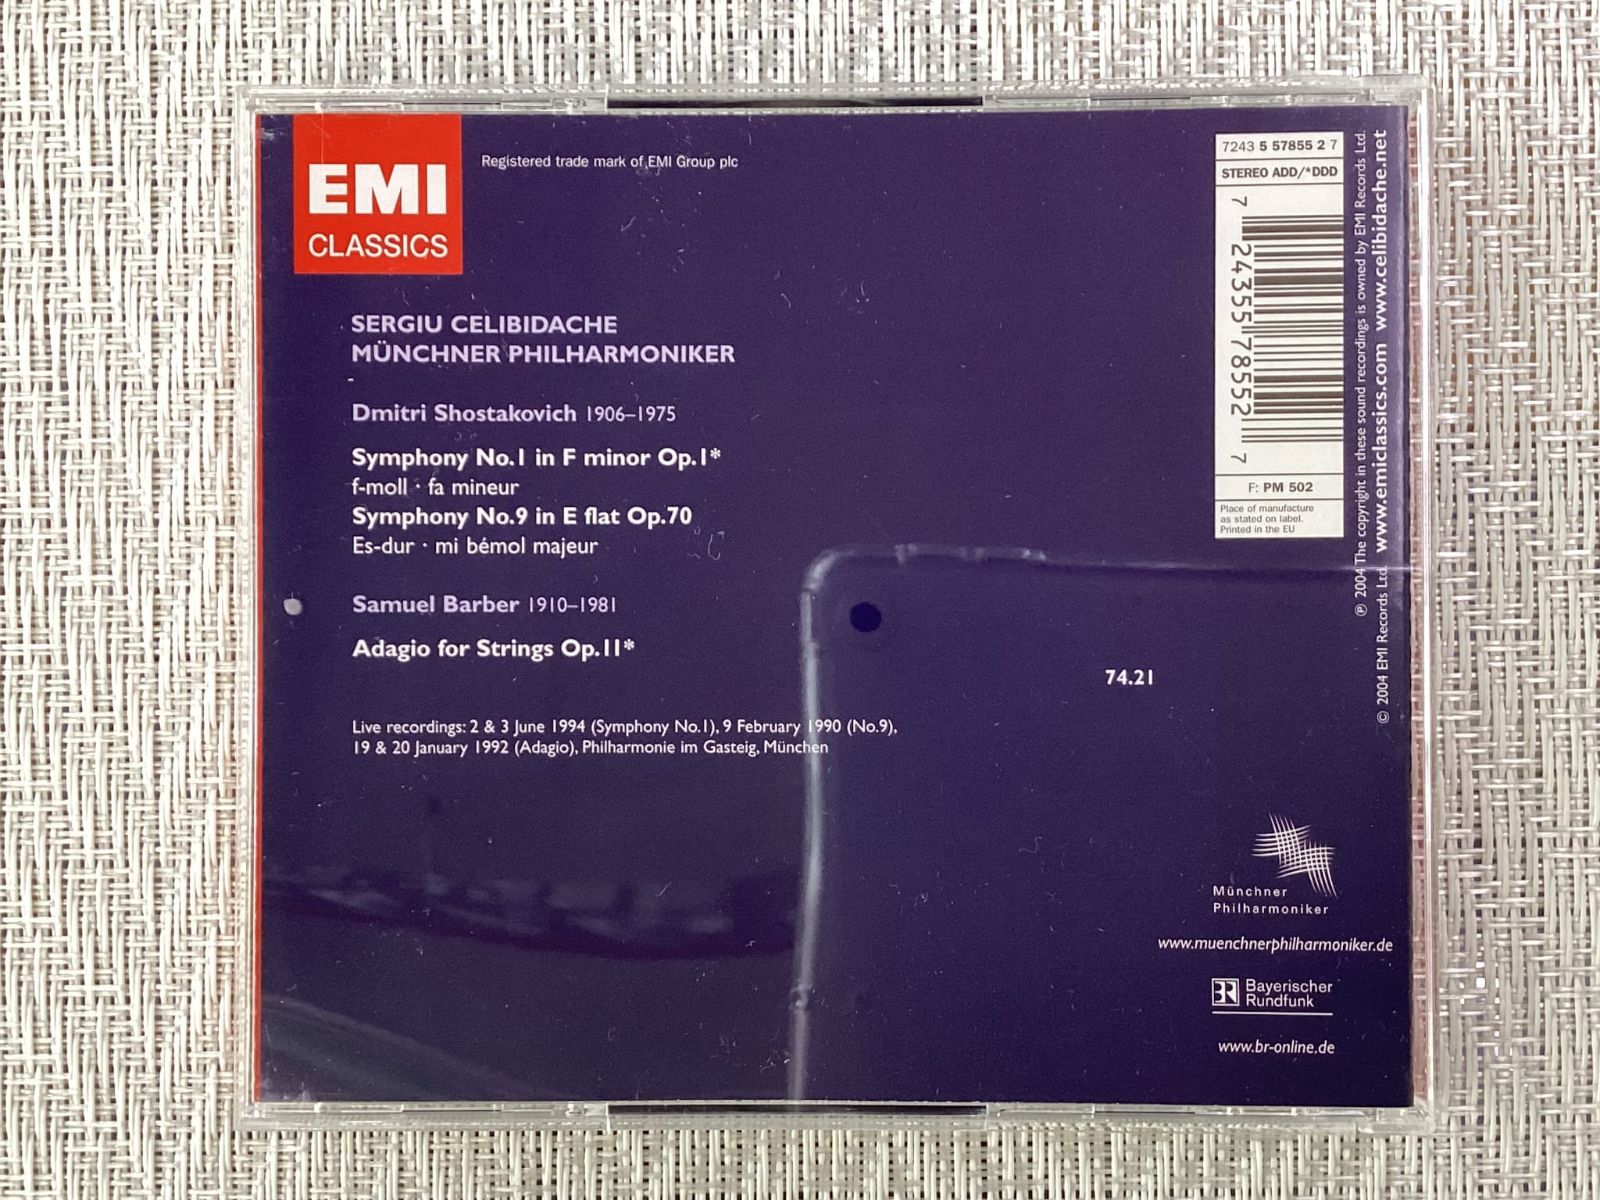 EMI
CLASSICS
Registered trade mark of EMI Group plc
SERGIU CELIBIDACHE
MÜNCHNER PHILHARMONIKER
Dmitri Shostakovich 1906–1975
Symphony No.1 in F minor Op.1*
f-moll · fa mineur
Symphony No.9 in E flat Op.70
Es-dur · mi bémol majeur
Samuel Barber 1910–1981
Adagio for Strings Op.11*
74.21
Live recordings: 2 & 3 June 1994 (Symphony No.1), 9 February 1990 (No.9),
19 & 20 January 1992 (Adagio), Philharmonie im Gasteig, München
7243 5 57855 2 7
STEREO ADD/*DDD
7 24355 78552 7
F: PM 502
Place of manufacture
as stated on label.
Printed in the EU
℗ 2004 The copyright in these sound recordings is owned by EMI Records Ltd.
© 2004 EMI Records Ltd. www.emiclassics.com www.celibidache.net
Münchner
Philharmoniker
www.muenchnerphilharmoniker.de
BR Bayerischer
Rundfunk
www.br-online.de